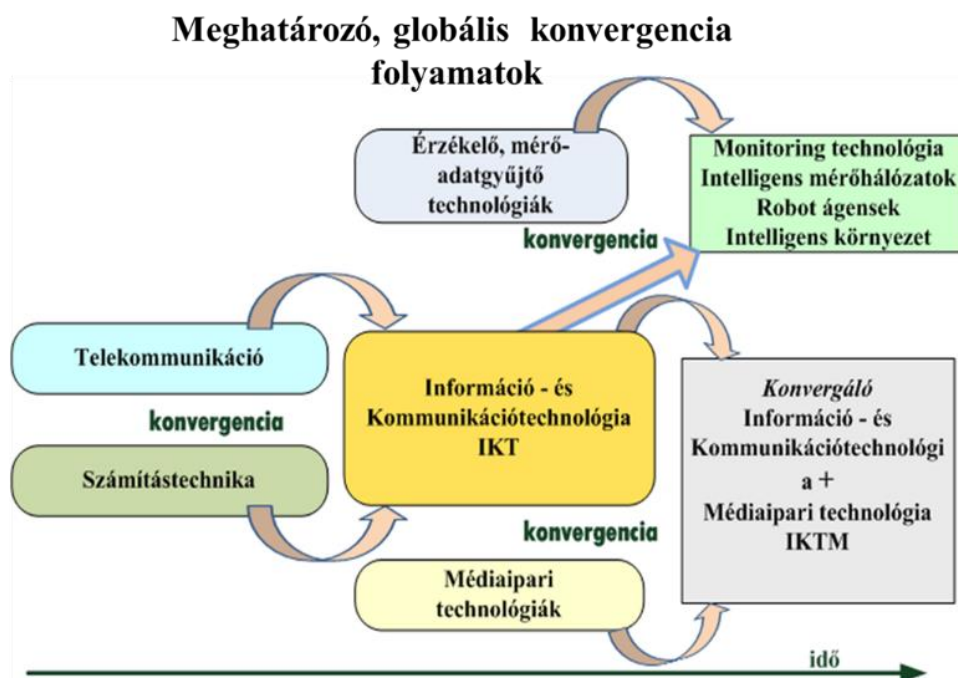 Meghatározó, globális konvergencia
folyamatok
Érzékelő, mérő-
adatgyűjtő
technológiák
Monitoring technológia
Intelligens mérőhálózatok
Robot ágensek
Intelligens környezet
konvergencia
Telekommunikáció
konvergencia
Számítástechnika
Információ - és
Kommunikációtechnológia
IKT
Konvergáló
Információ - és
Kommunikációtechnológi
a +
Médiaipari technológia
IKTM
konvergencia
Médiaipari
technológiák
idő